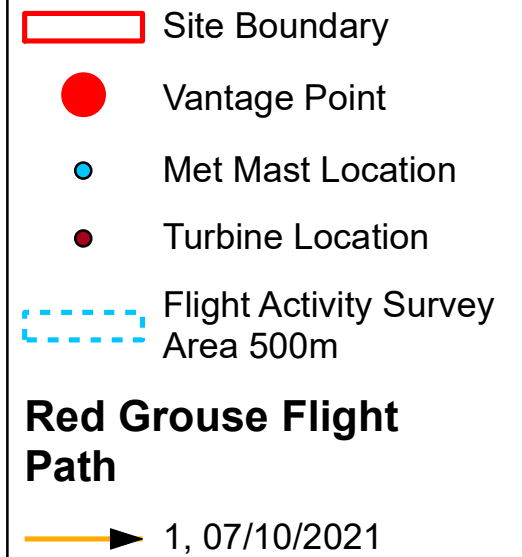 Site Boundary
Vantage Point
Met Mast Location
Turbine Location
Flight Activity Survey
Area 500m
Red Grouse Flight
Path
1, 07/10/2021